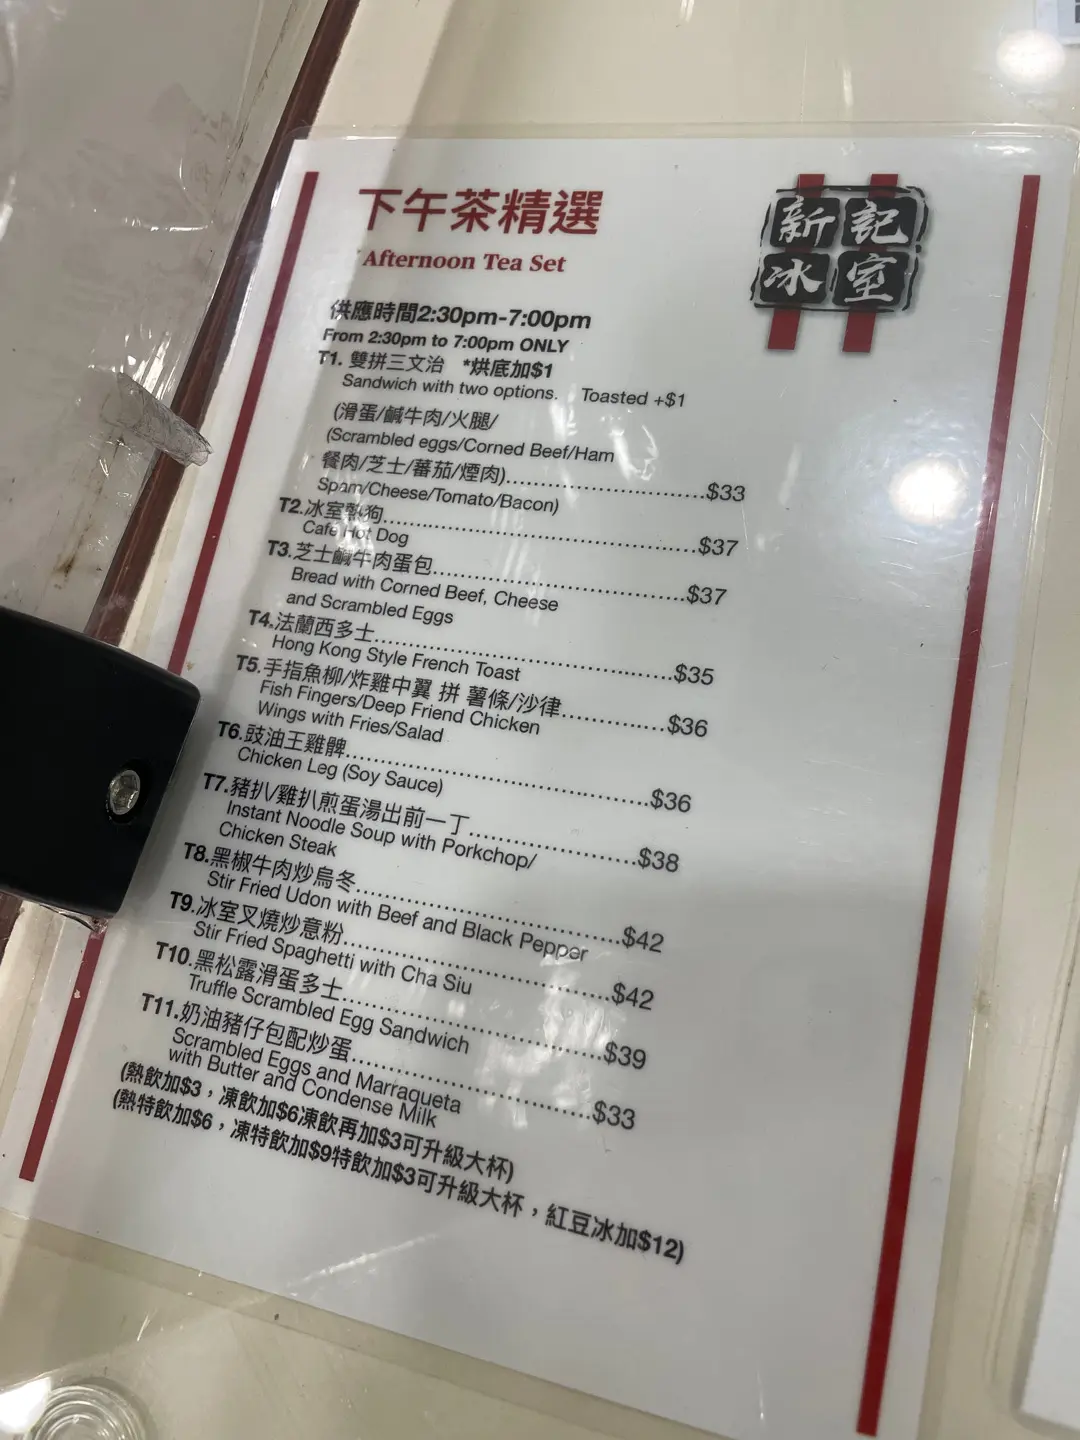 下午茶精選
Afternoon Tea Set
新記
冰室
供應時間2:30pm-7:00pm
From 2:30pm to 7:00pm ONLY
T1. 雙拼三文治 *烘底加$1
Sandwich with two options. Toasted +$1
(滑蛋/鹹牛肉/火腿/
(Scrambled eggs/Corned Beef/Ham
餐肉/芝士/蕃茄/煙肉)..............................$33
Spam/Cheese/Tomato/Bacon)
T2.冰室熱狗..............................$37
Cafe Hot Dog
T3.芝士鹹牛肉蛋包..............................$37
Bread with Corned Beef, Cheese
and Scrambled Eggs
T4.法蘭西多士..............................$35
Hong Kong Style French Toast
T5.手指魚柳/炸雞中翼 拼 薯條/沙律..............$36
Fish Fingers/Deep Friend Chicken
Wings with Fries/Salad
T6.豉油王雞髀..............................$36
Chicken Leg (Soy Sauce)
T7.豬扒/雞扒煎蛋湯出前一丁..............................$38
Instant Noodle Soup with Porkchop/
Chicken Steak
T8.黑椒牛肉炒烏冬..............................$42
Stir Fried Udon with Beef and Black Pepper
T9.冰室叉燒炒意粉..............................$42
Stir Fried Spaghetti with Cha Siu
T10.黑松露滑蛋多士..............................$39
Truffle Scrambled Egg Sandwich
T11.奶油豬仔包配炒蛋..............................$33
Scrambled Eggs and Marraqueta
with Butter and Condense Milk
(熱飲加$3，凍飲加$6凍飲再加$3可升級大杯)
(熱特飲加$6，凍特飲加$9特飲加$3可升級大杯，紅豆冰加$12)